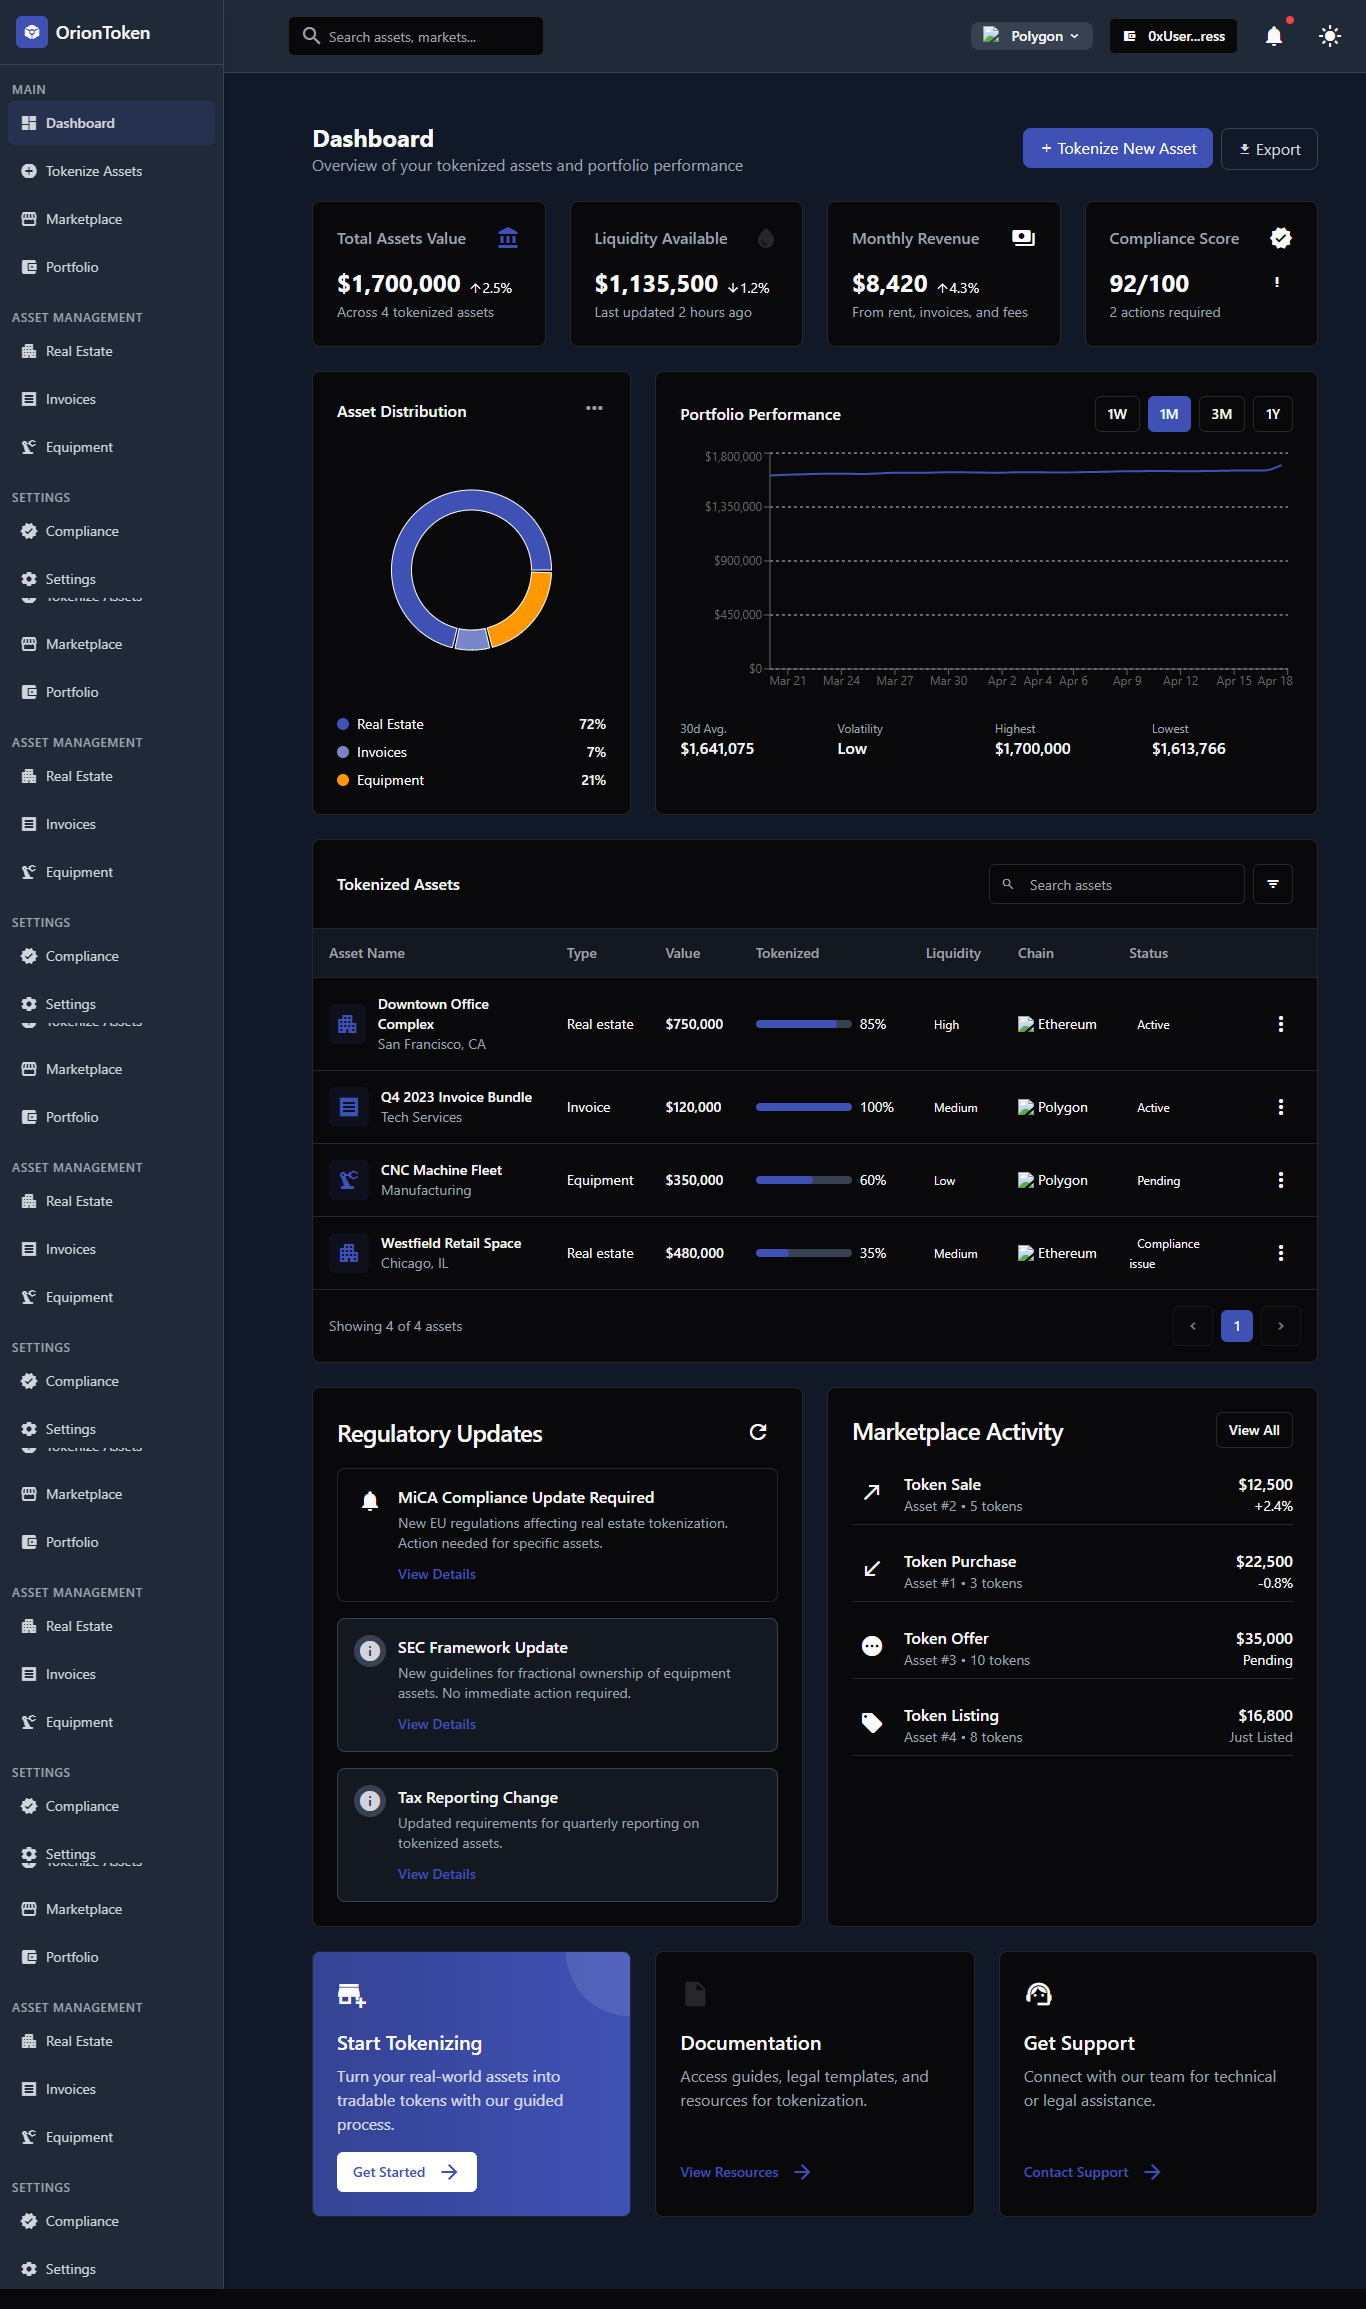 OrionToken
MAIN
Dashboard
Tokenize Assets
Marketplace
Portfolio
ASSET MANAGEMENT
Real Estate
Invoices
Equipment
SETTINGS
Compliance
Settings
Tokenize Assets
Marketplace
Portfolio
ASSET MANAGEMENT
Real Estate
Invoices
Equipment
SETTINGS
Compliance
Settings
Tokenize Assets
Marketplace
Portfolio
ASSET MANAGEMENT
Real Estate
Invoices
Equipment
SETTINGS
Compliance
Settings
Tokenize Assets
Marketplace
Portfolio
ASSET MANAGEMENT
Real Estate
Invoices
Equipment
SETTINGS
Compliance
Settings
Tokenize Assets
Marketplace
Portfolio
ASSET MANAGEMENT
Real Estate
Invoices
Equipment
SETTINGS
Compliance
Settings
Search assets, markets...
Polygon
0xUser...ress
Dashboard
Overview of your tokenized assets and portfolio performance
+ Tokenize New Asset
Export
Total Assets Value
$1,700,000 ↑2.5%
Across 4 tokenized assets
Liquidity Available
$1,135,500 ↓1.2%
Last updated 2 hours ago
Monthly Revenue
$8,420 ↑4.3%
From rent, invoices, and fees
Compliance Score
92/100 !
2 actions required
Asset Distribution
Real Estate 72%
Invoices 7%
Equipment 21%
Portfolio Performance
1W 1M 3M 1Y
$1,800,000
$1,350,000
$900,000
$450,000
$0
Mar 21 Mar 24 Mar 27 Mar 30 Apr 2 Apr 4 Apr 6 Apr 9 Apr 12 Apr 15 Apr 18
30d Avg. Volatility Highest Lowest
$1,641,075 Low $1,700,000 $1,613,766
Tokenized Assets
Search assets
Asset Name Type Value Tokenized Liquidity Chain Status
Downtown Office
Complex
San Francisco, CA
Real estate $750,000 85% High Ethereum Active
Q4 2023 Invoice Bundle
Tech Services
Invoice $120,000 100% Medium Polygon Active
CNC Machine Fleet
Manufacturing
Equipment $350,000 60% Low Polygon Pending
Westfield Retail Space
Chicago, IL
Real estate $480,000 35% Medium Ethereum Compliance
issue
Showing 4 of 4 assets
1
Regulatory Updates
MiCA Compliance Update Required
New EU regulations affecting real estate tokenization.
Action needed for specific assets.
View Details
SEC Framework Update
New guidelines for fractional ownership of equipment
assets. No immediate action required.
View Details
Tax Reporting Change
Updated requirements for quarterly reporting on
tokenized assets.
View Details
Marketplace Activity
View All
Token Sale $12,500
Asset #2 • 5 tokens +2.4%
Token Purchase $22,500
Asset #1 • 3 tokens -0.8%
Token Offer $35,000
Asset #3 • 10 tokens Pending
Token Listing $16,800
Asset #4 • 8 tokens Just Listed
Start Tokenizing
Turn your real-world assets into
tradable tokens with our guided
process.
Get Started
Documentation
Access guides, legal templates, and
resources for tokenization.
View Resources
Get Support
Connect with our team for technical
or legal assistance.
Contact Support